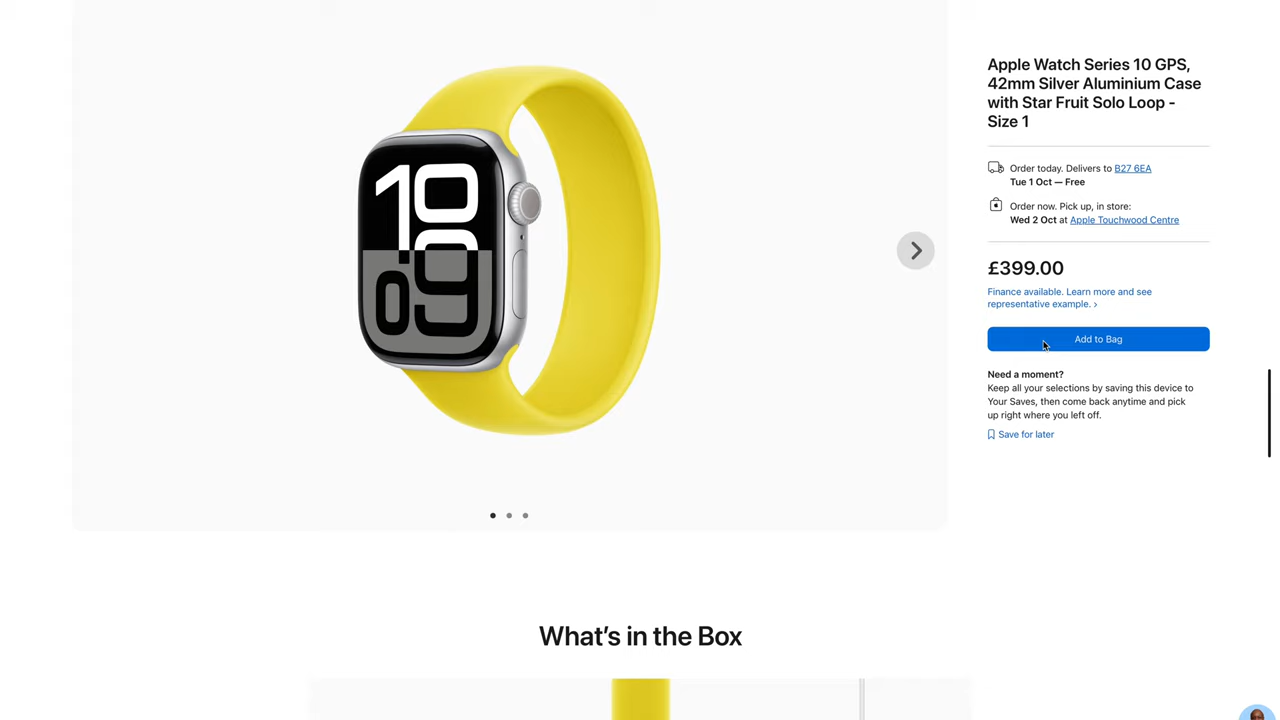 10
09
Apple Watch Series 10 GPS,
42mm Silver Aluminium Case
with Star Fruit Solo Loop -
Size 1
Order today. Delivers to B27 6EA
Tue 1 Oct — Free
Order now. Pick up, in store:
Wed 2 Oct at Apple Touchwood Centre
£399.00
Finance available. Learn more and see
representative example. ›
Add to Bag
Need a moment?
Keep all your selections by saving this device to
Your Saves, then come back anytime and pick
up right where you left off.
Save for later
What’s in the Box